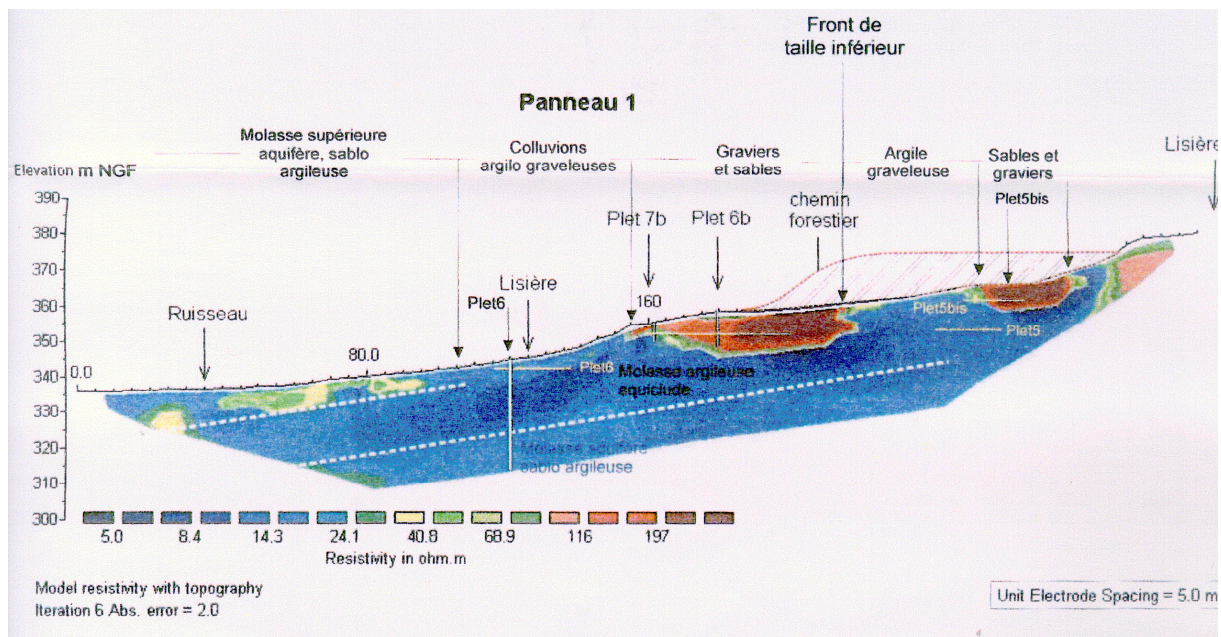 Front de
taille inférieur
Panneau 1
Molasse supérieure
aquifère, sablo
argileuse
Colluvions
argilo graveleuses
Graviers
et sables
Argile
graveleuse
Sables et
graviers
Plet5bis
Lisière
Elevation m NGF
390
380
370
360
350
340
330
320
310
300
Ruisseau
0.0
80.0
Plet6
Lisière
160
Plet 7b
Plet 6b
chemin
forestier
Plet5bis
Plet5
Plet6
Molasse argileuse
equiclude
Molasse aquifère
sablo argileuse
5.0 8.4 14.3 24.1 40.9 68.9 116 197
Resistivity in ohm.m
Model resistivity with topography
Iteration 6 Abs. error = 2.0
Unit Electrode Spacing = 5.0 m